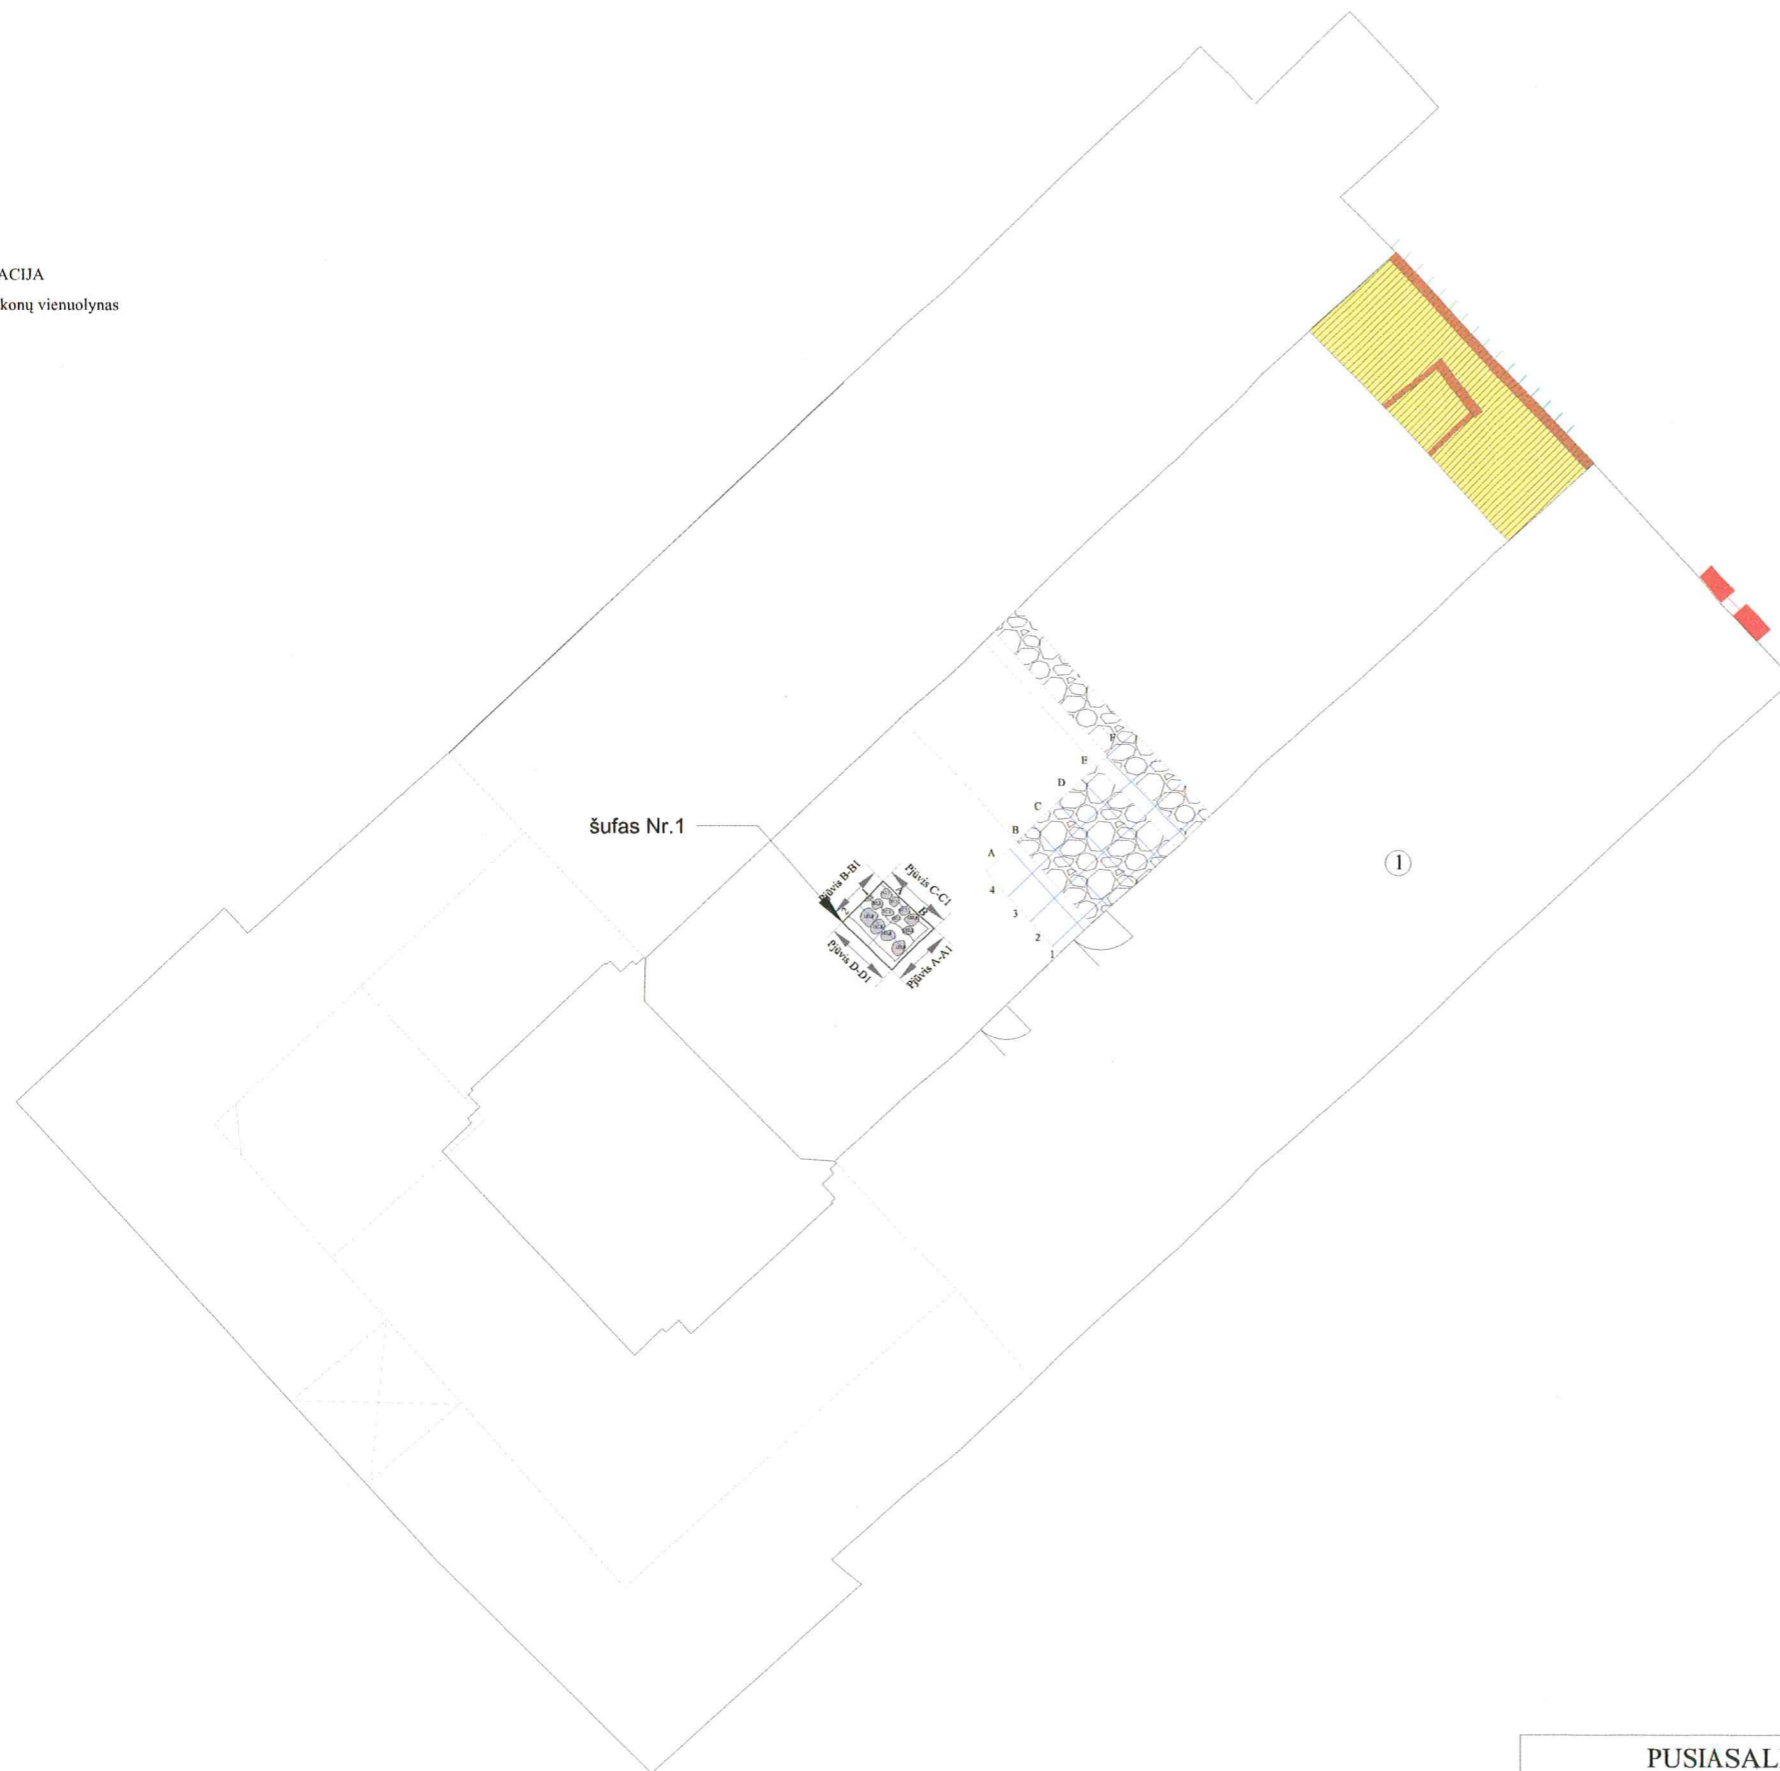 ACIJA
konų vienuolynas
šufas Nr.1
F
E
D
C
B
A
4
3
2
1
Pjūvis B-B1
Pjūvis C-C1
A
B
Pjūvis D-D1
Pjūvis A-A1
1
PUSIASAL